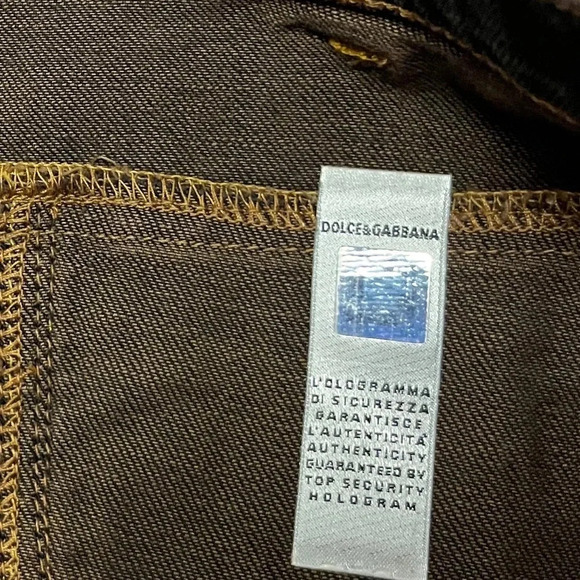 DOLCE&GABBANA
L'OLOGRAMMA
DI SICUREZZA
GARANTISCE
L'AUTENTICITÀ
AUTHENTICITY
GUARANTEED BY
TOP SECURITY
HOLOGRAM